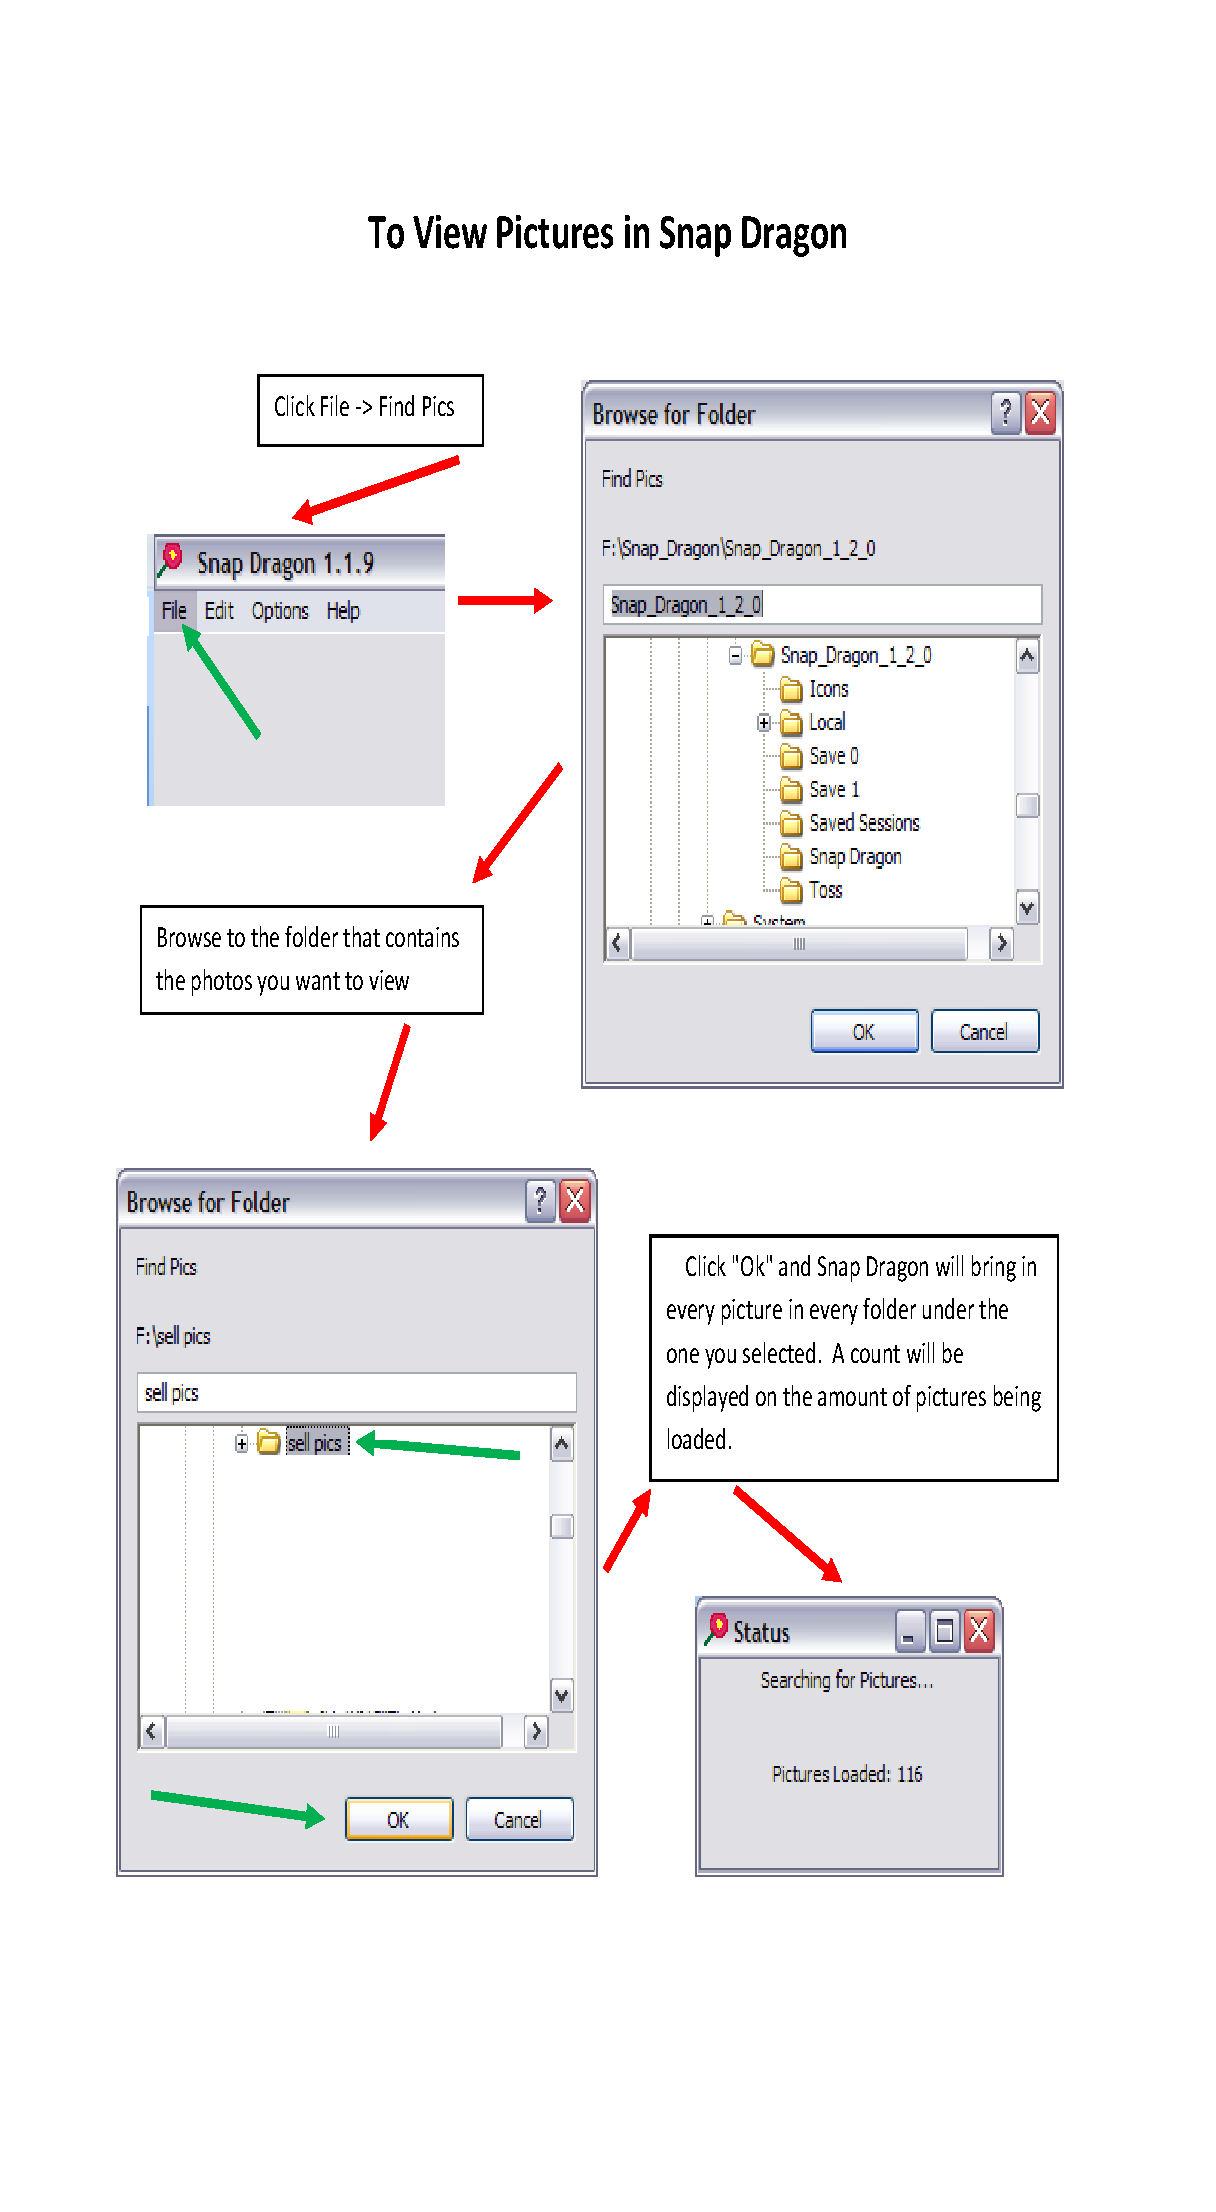 To View Pictures in Snap Dragon
Click File -> Find Pics
Snap Dragon 1.1.9
File Edit Options Help
Browse for Folder
Find Pics
F:\Snap_Dragon\Snap_Dragon_1_2_0
Snap_Dragon_1_2_0
Snap_Dragon_1_2_0
Icons
Local
Save 0
Save 1
Saved Sessions
Snap Dragon
Toss
System
OK Cancel
Browse to the folder that contains
the photos you want to view
Browse for Folder
Find Pics
F:\sell pics
sell pics
sell pics
OK Cancel
Click "Ok" and Snap Dragon will bring in
every picture in every folder under the
one you selected.  A count will be
displayed on the amount of pictures being
loaded.
Status
Searching for Pictures...
Pictures Loaded: 116